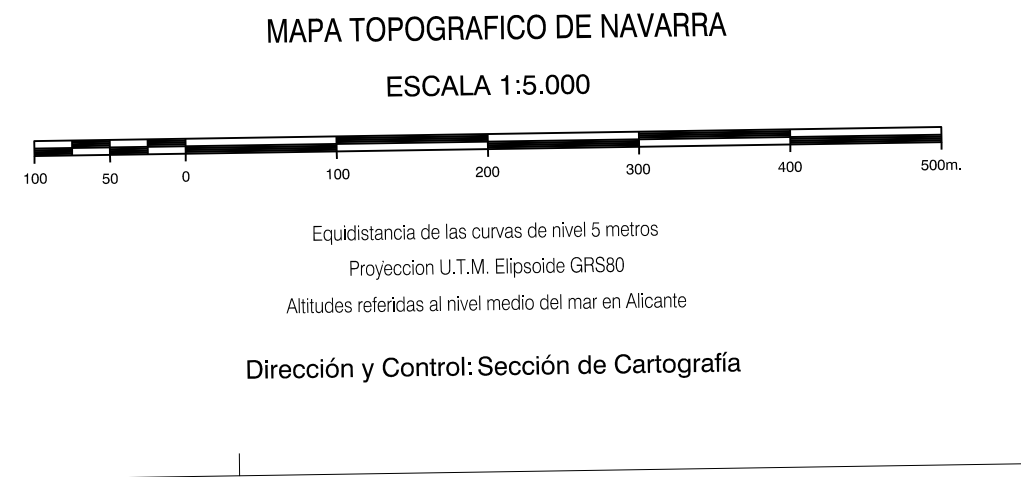 MAPA TOPOGRAFICO DE NAVARRA
ESCALA 1:5.000
100 50 0 100 200 300 400 500m.
Equidistancia de las curvas de nivel 5 metros
Proyeccion U.T.M. Elipsoide GRS80
Altitudes referidas al nivel medio del mar en Alicante
Dirección y Control: Sección de Cartografía